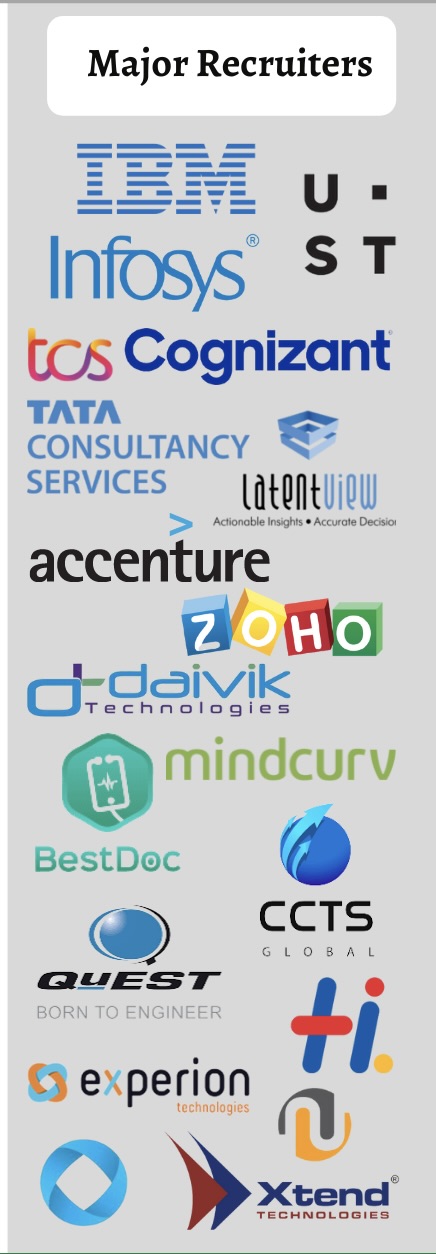 Major Recruiters
IBM
U ·
S T
Infosys®
tcs
Cognizant
TATA
CONSULTANCY
SERVICES
LatentView
Actionable Insights • Accurate Decisior
>
accenture
ZOHO
daivik
Technologies
mindcurv
BestDoc
CCTS
GLOBAL
QuEST
BORN TO ENGINEER
Hi.
experion
technologies
Xtend®
TECHNOLOGIES